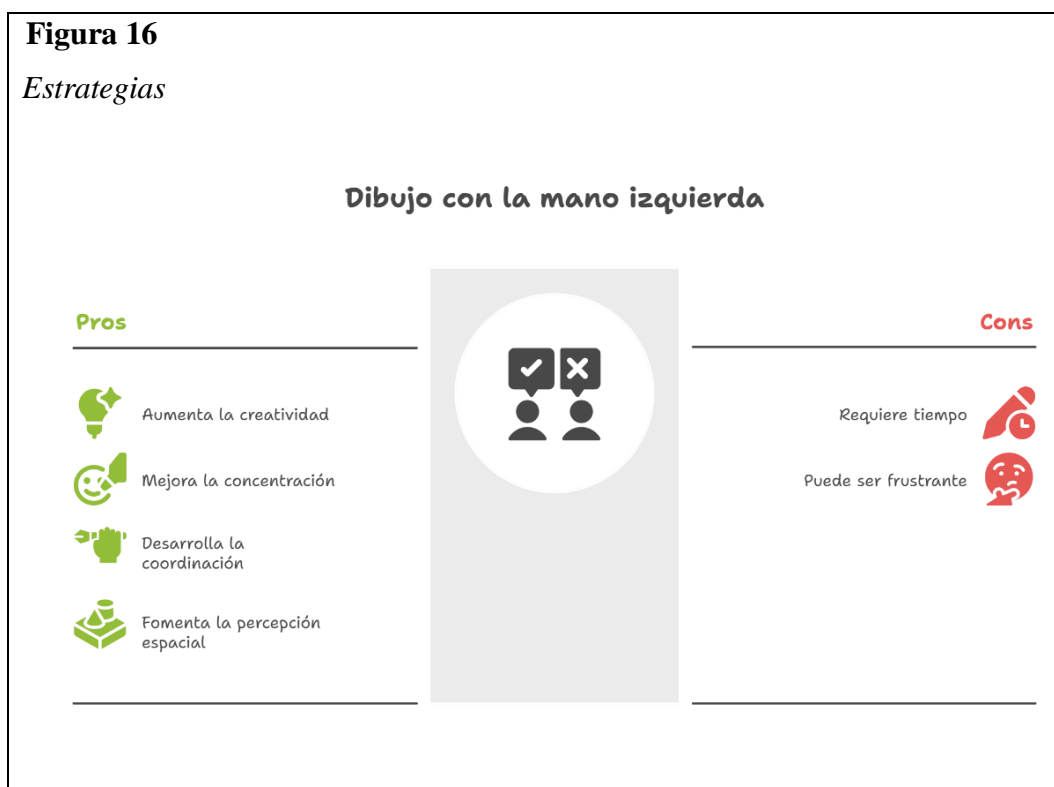 Figura 16
Estrategias
Dibujo con la mano izquierda
Pros
Aumenta la creatividad
Mejora la concentración
Desarrolla la
coordinación
Fomenta la percepción
espacial
Cons
Requiere tiempo
Puede ser frustrante